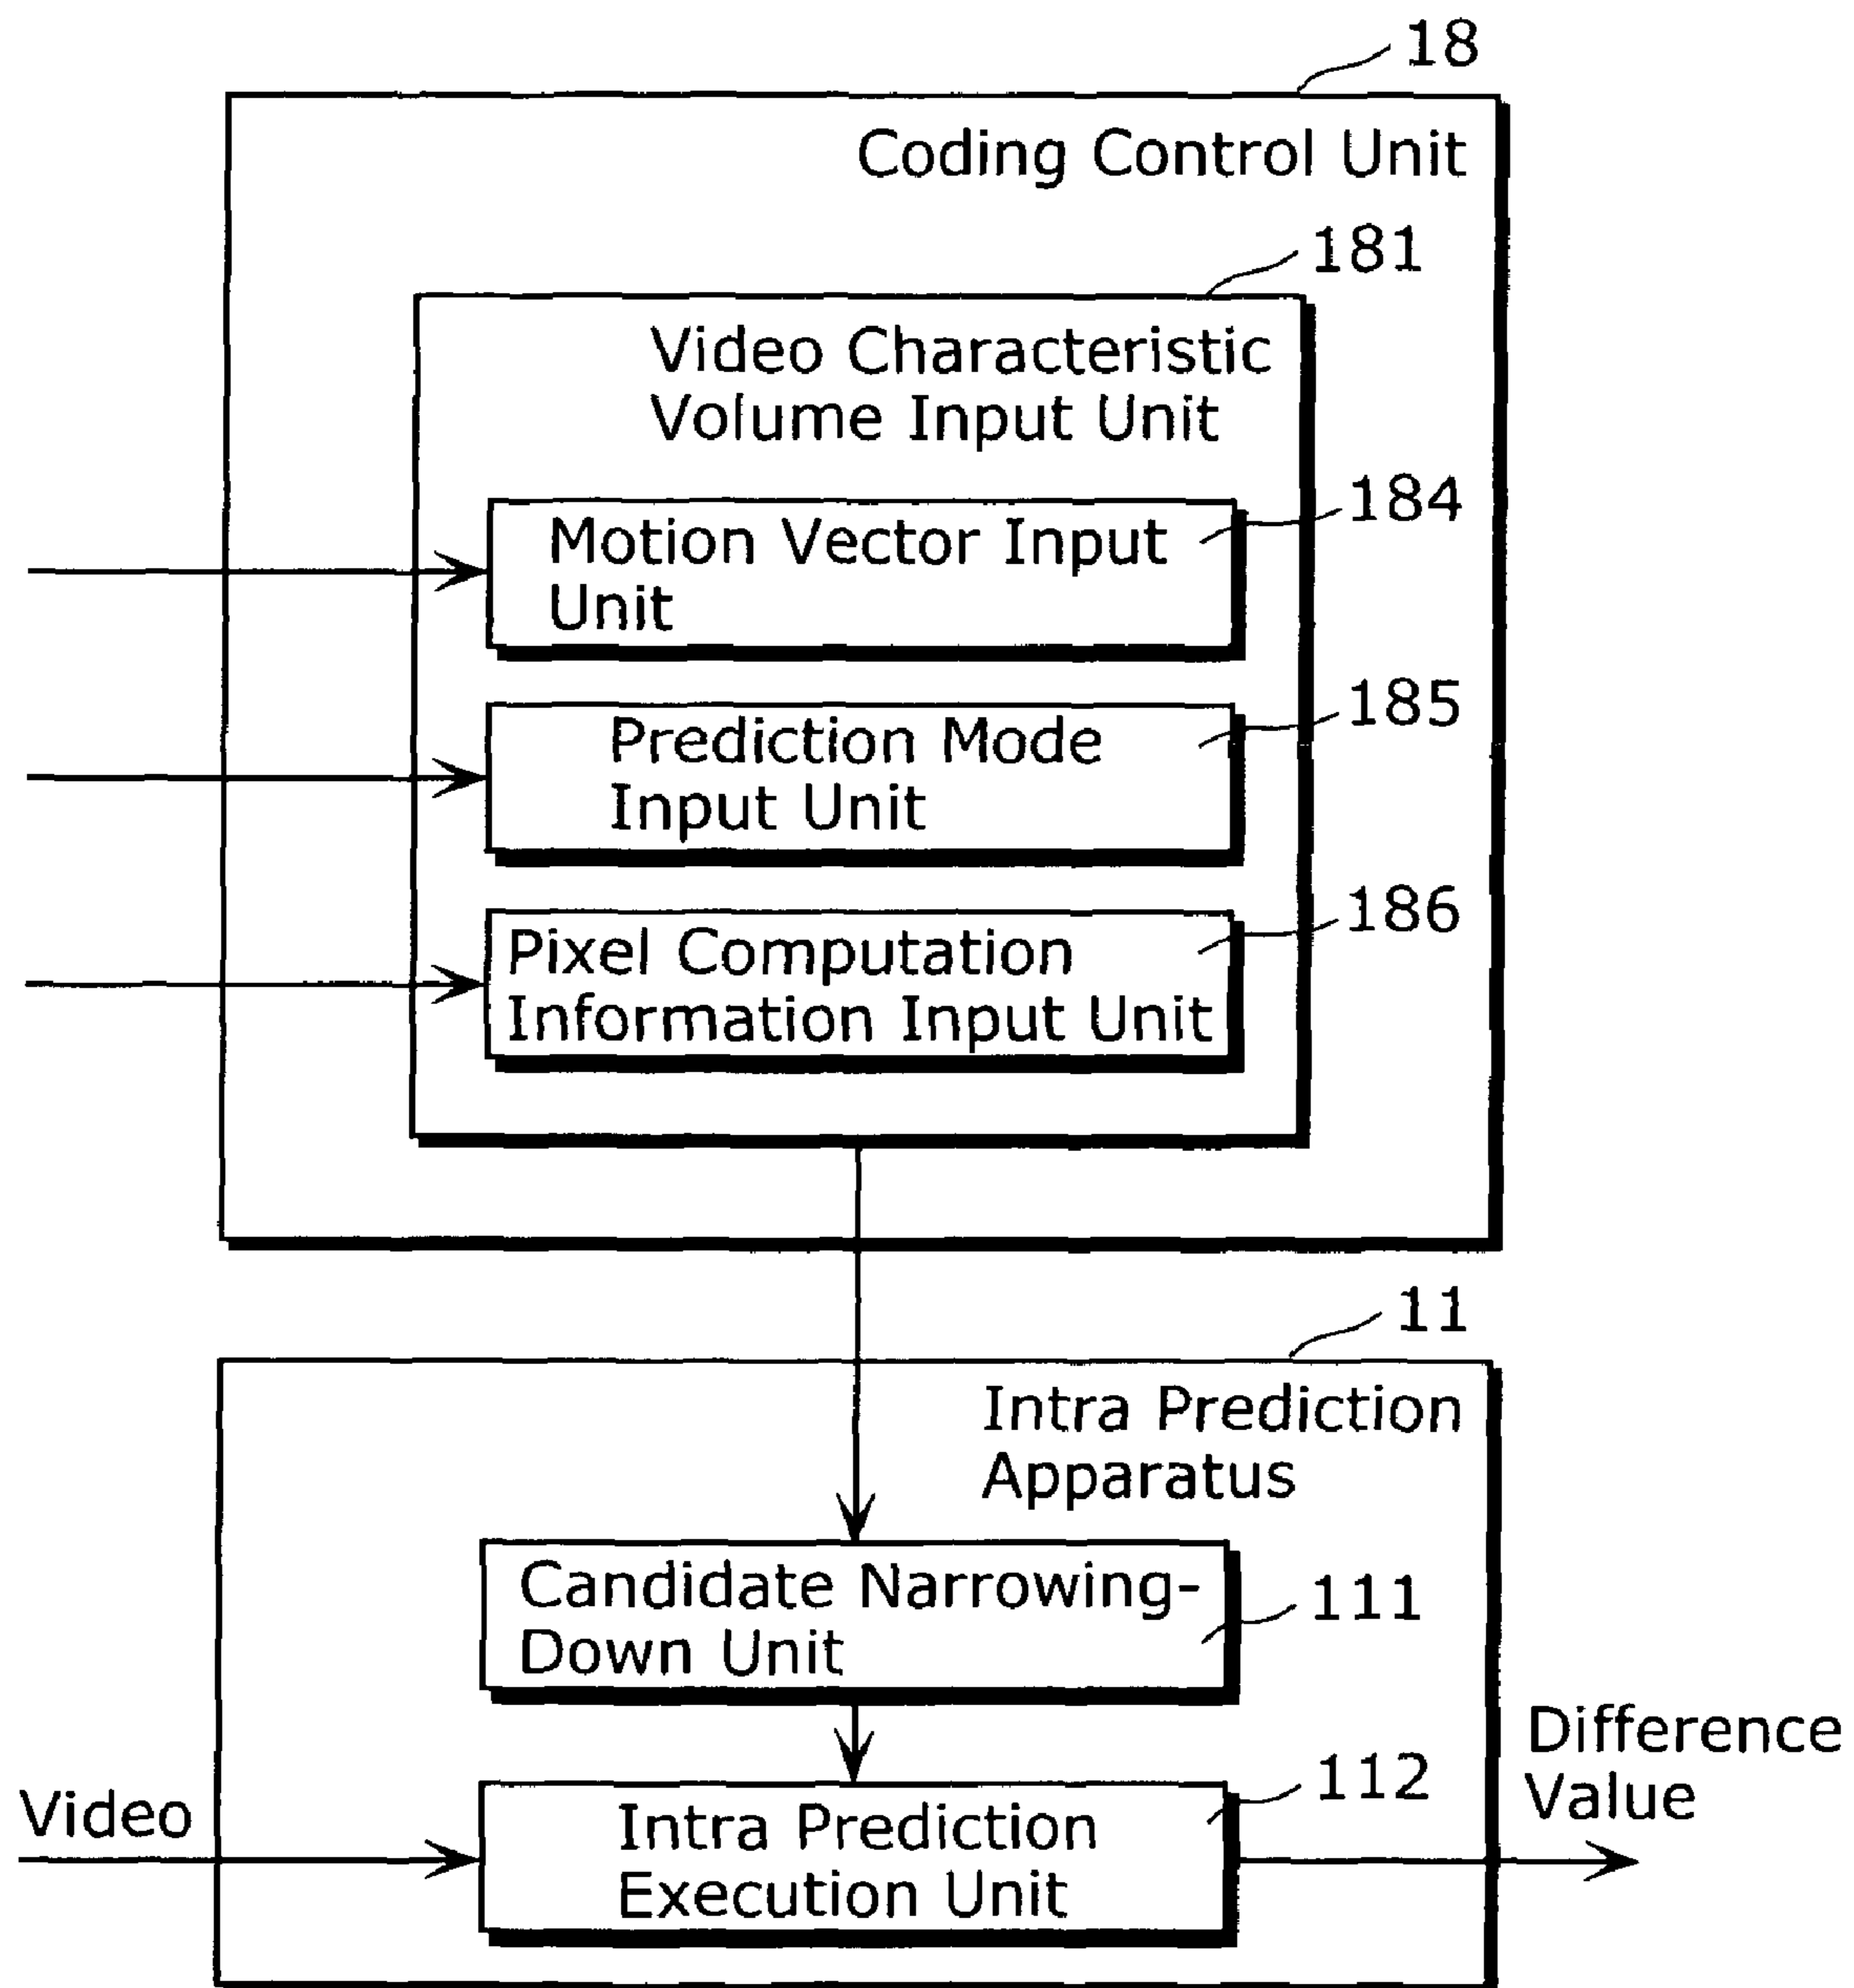 18
Coding Control Unit
181
Video Characteristic
Volume Input Unit
184
Motion Vector Input
Unit
185
Prediction Mode
Input Unit
186
Pixel Computation
Information Input Unit
11
Intra Prediction
Apparatus
Candidate Narrowing-
Down Unit
111
Difference
Value
Video
112
Intra Prediction
Execution Unit